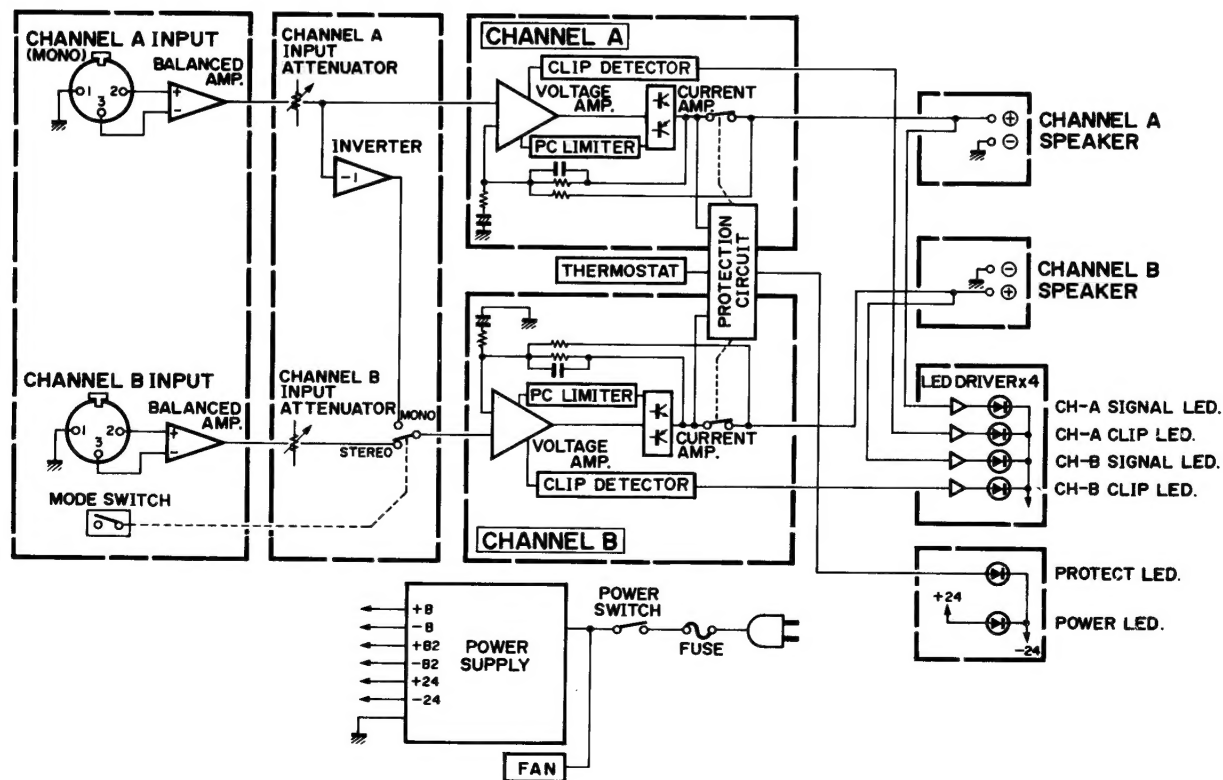 CHANNEL A INPUT
(MONO)
BALANCED
AMP.
1
2
3
+
-
CHANNEL A
INPUT
ATTENUATOR
INVERTER
-1
CHANNEL A
CLIP DETECTOR
VOLTAGE
AMP.
CURRENT
AMP.
PC LIMITER
+
-
CHANNEL A
SPEAKER
THERMOSTAT
PROTECTION
CIRCUIT
-
+
CHANNEL B
SPEAKER
CHANNEL B INPUT
BALANCED
AMP.
1
2
3
+
-
CHANNEL B
INPUT
ATTENUATOR
MONO
STEREO
MODE SWITCH
PC LIMITER
VOLTAGE
AMP.
CURRENT
AMP.
CLIP DETECTOR
CHANNEL B
LED DRIVER x4
CH-A SIGNAL LED.
CH-A CLIP LED.
CH-B SIGNAL LED.
CH-B CLIP LED.
PROTECT LED.
+24
POWER LED.
-24
+8
-8
+82
-82
+24
-24
POWER
SUPPLY
POWER
SWITCH
FUSE
FAN